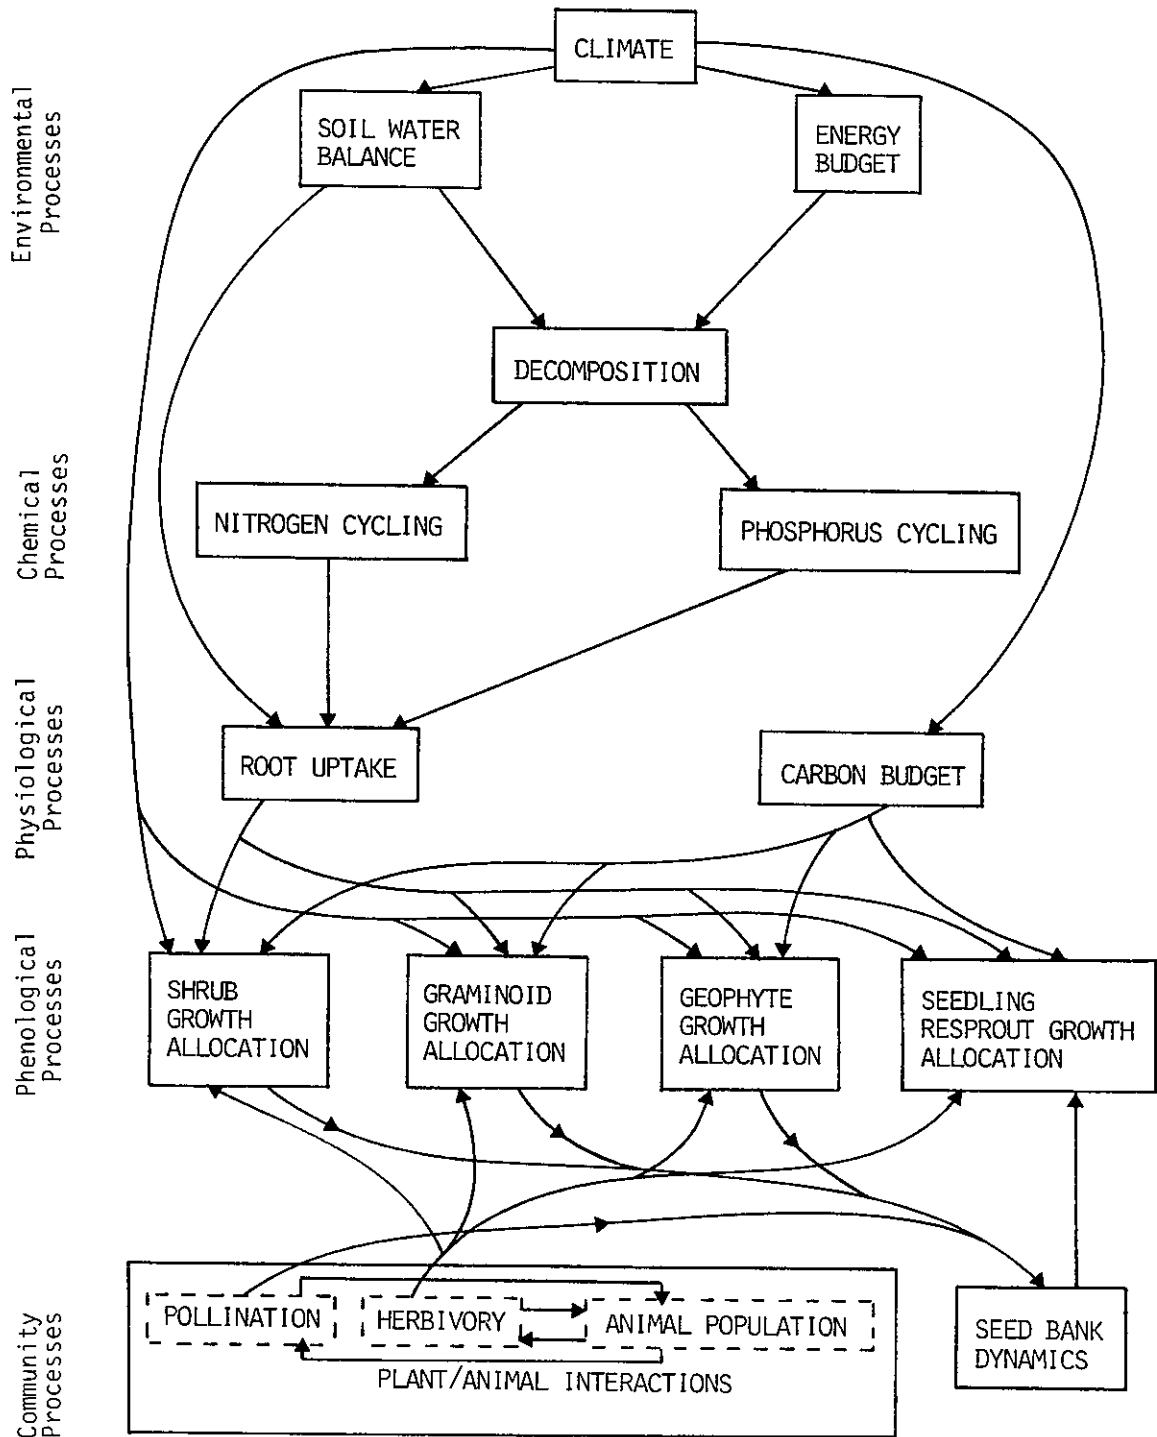 CLIMATE
Environmental
Processes
SOIL WATER
BALANCE
ENERGY
BUDGET
DECOMPOSITION
Chemical
Processes
NITROGEN CYCLING
PHOSPHORUS CYCLING
Physiological
Processes
ROOT UPTAKE
CARBON BUDGET
Phenological
Processes
SHRUB
GROWTH
ALLOCATION
GRAMINOID
GROWTH
ALLOCATION
GEOPHYTE
GROWTH
ALLOCATION
SEEDLING
RESPROUT GROWTH
ALLOCATION
Community
Processes
POLLINATION
HERBIVORY
ANIMAL POPULATION
PLANT/ANIMAL INTERACTIONS
SEED BANK
DYNAMICS